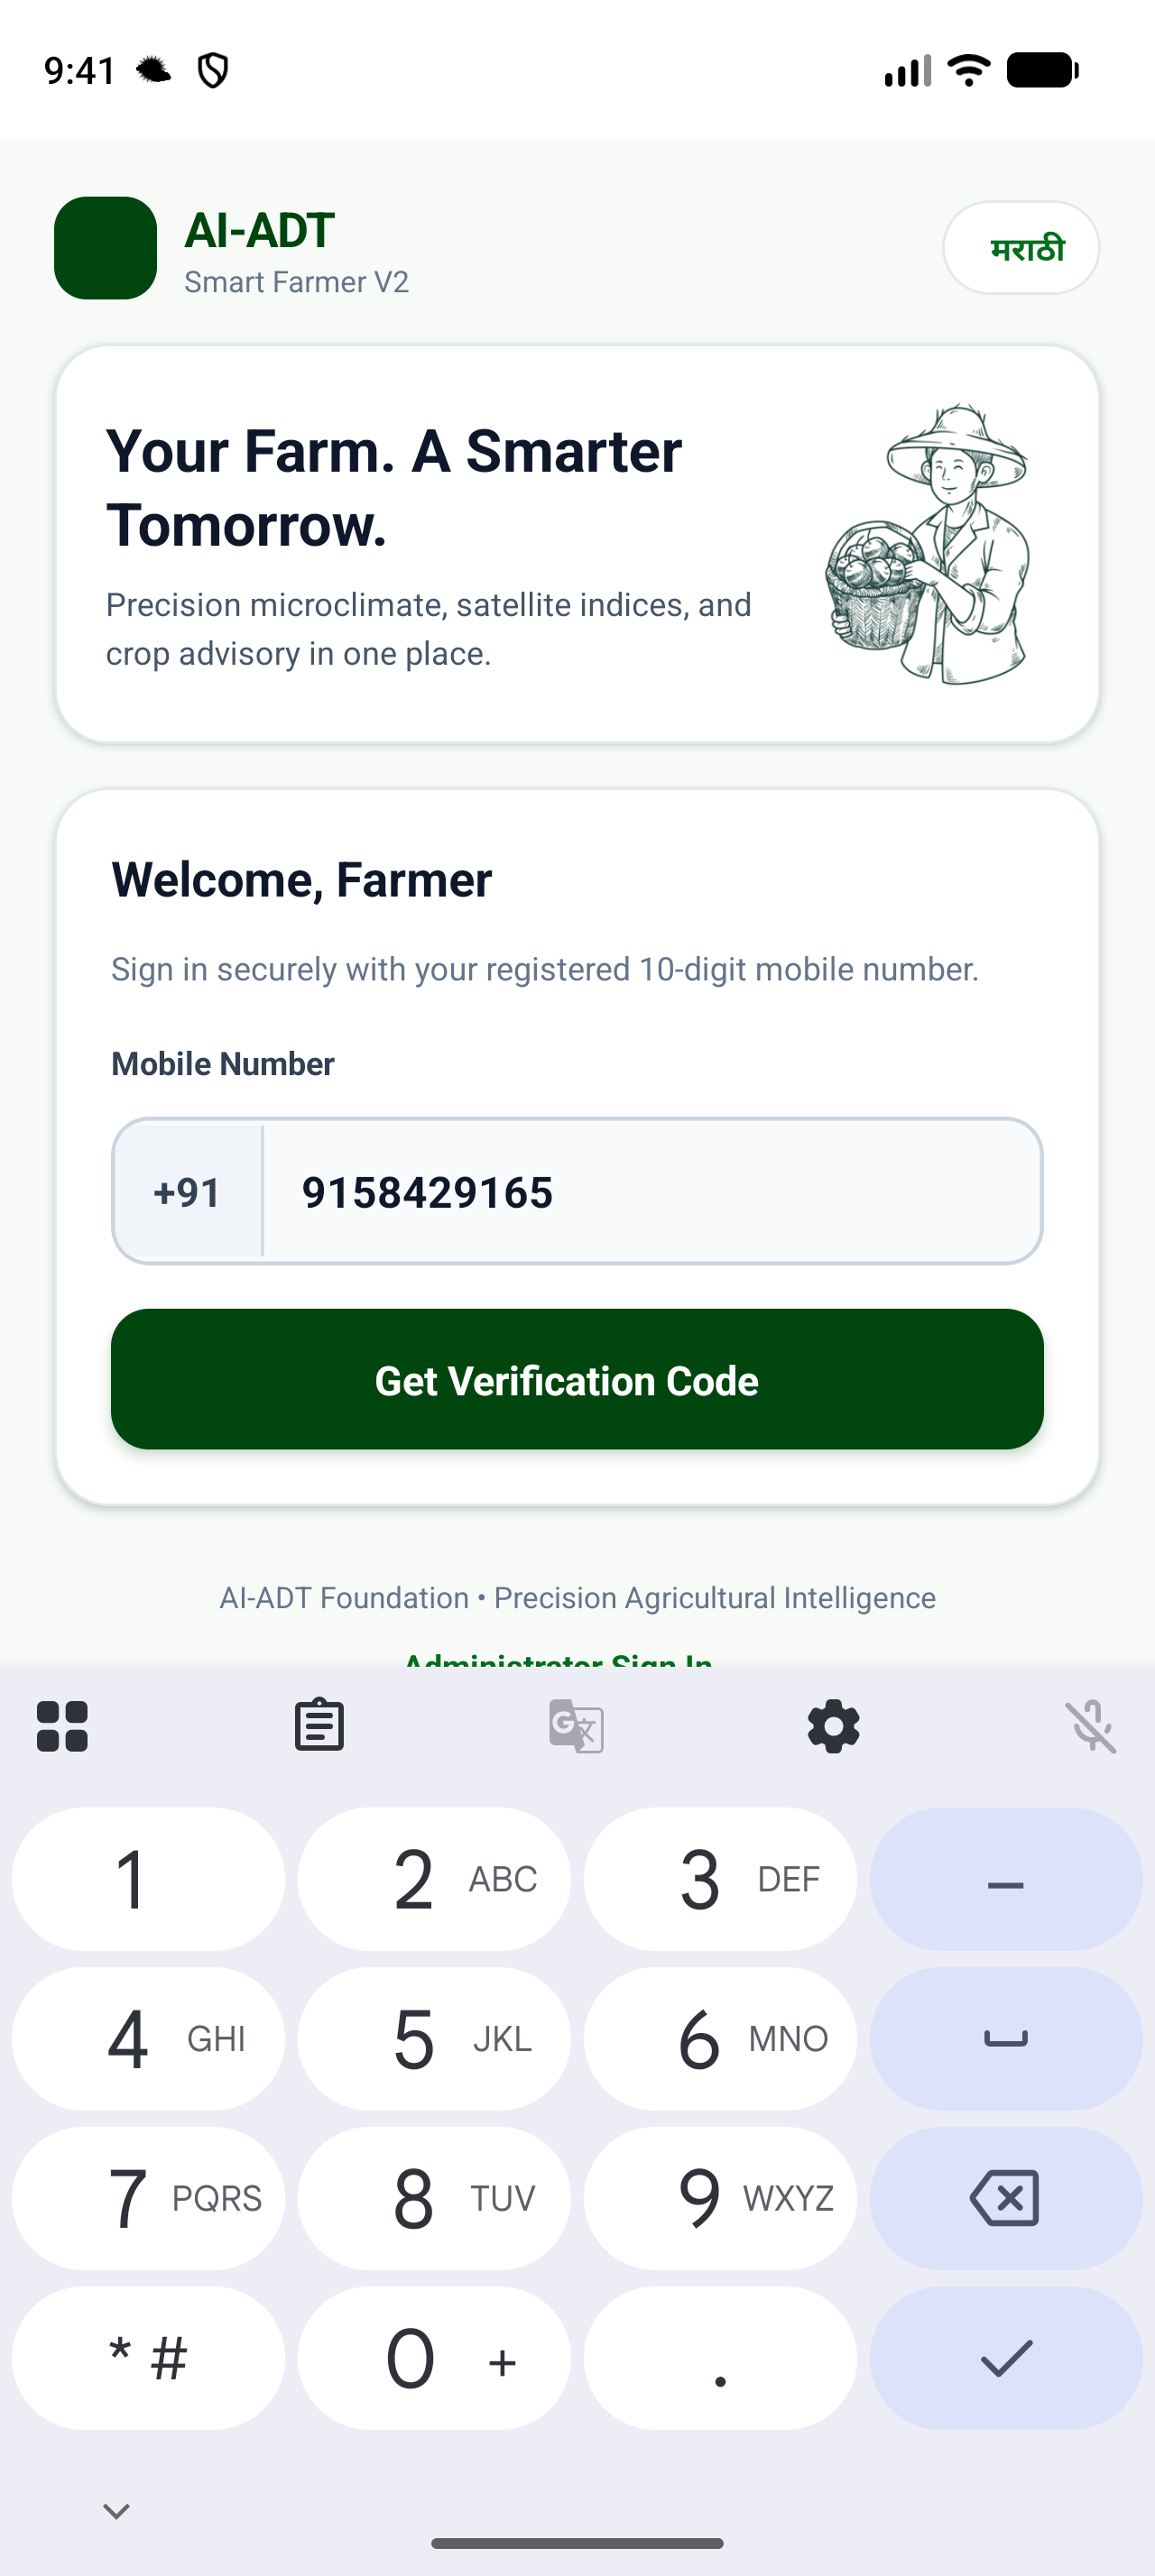 9:41
AI-ADT
Smart Farmer V2
मराठी
Your Farm. A Smarter
Tomorrow.
Precision microclimate, satellite indices, and
crop advisory in one place.
Welcome, Farmer
Sign in securely with your registered 10-digit mobile number.
Mobile Number
+91 9158429165
Get Verification Code
AI-ADT Foundation • Precision Agricultural Intelligence
Administrator Sign In
1 2 ABC 3 DEF –
4 GHI 5 JKL 6 MNO
7 PQRS 8 TUV 9 WXYZ
* # 0 + .